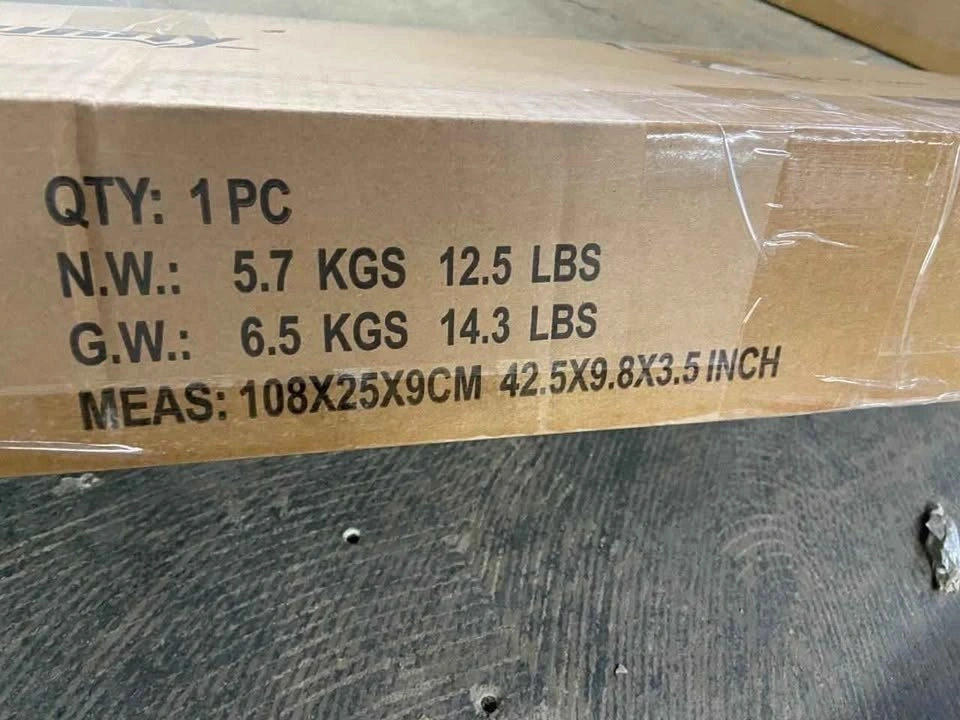 QTY: 1 PC
N.W.: 5.7 KGS 12.5 LBS
G.W.: 6.5 KGS 14.3 LBS
MEAS: 108X25X9CM 42.5X9.8X3.5 INCH